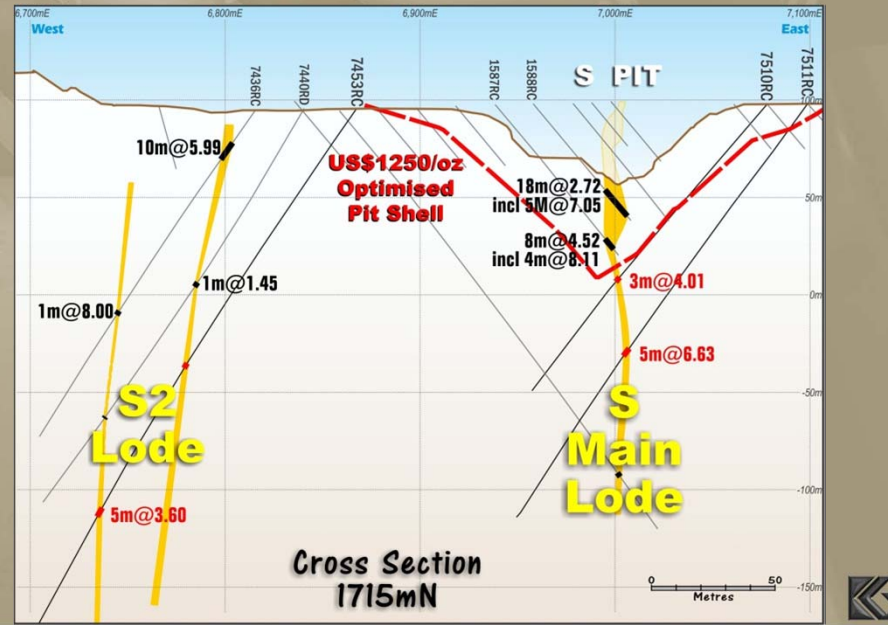 6,700mE
6,800mE
6,900mE
7,000mE
7,100mE
West
East
7436RC
7440RD
7453RC
1587RC
1588RC
S PIT
7510RC
7511RC
100m
10m@5.99
US$1250/oz
Optimised
Pit Shell
18m@2.72
incl 5M@7.05
50m
8m@4.52
incl 4m@8.11
1m@1.45
3m@4.01
0m
1m@8.00
5m@6.63
-50m
S2
Lode
S
Main
Lode
-100m
5m@3.60
Cross Section
1715mN
0
50
Metres
-150m